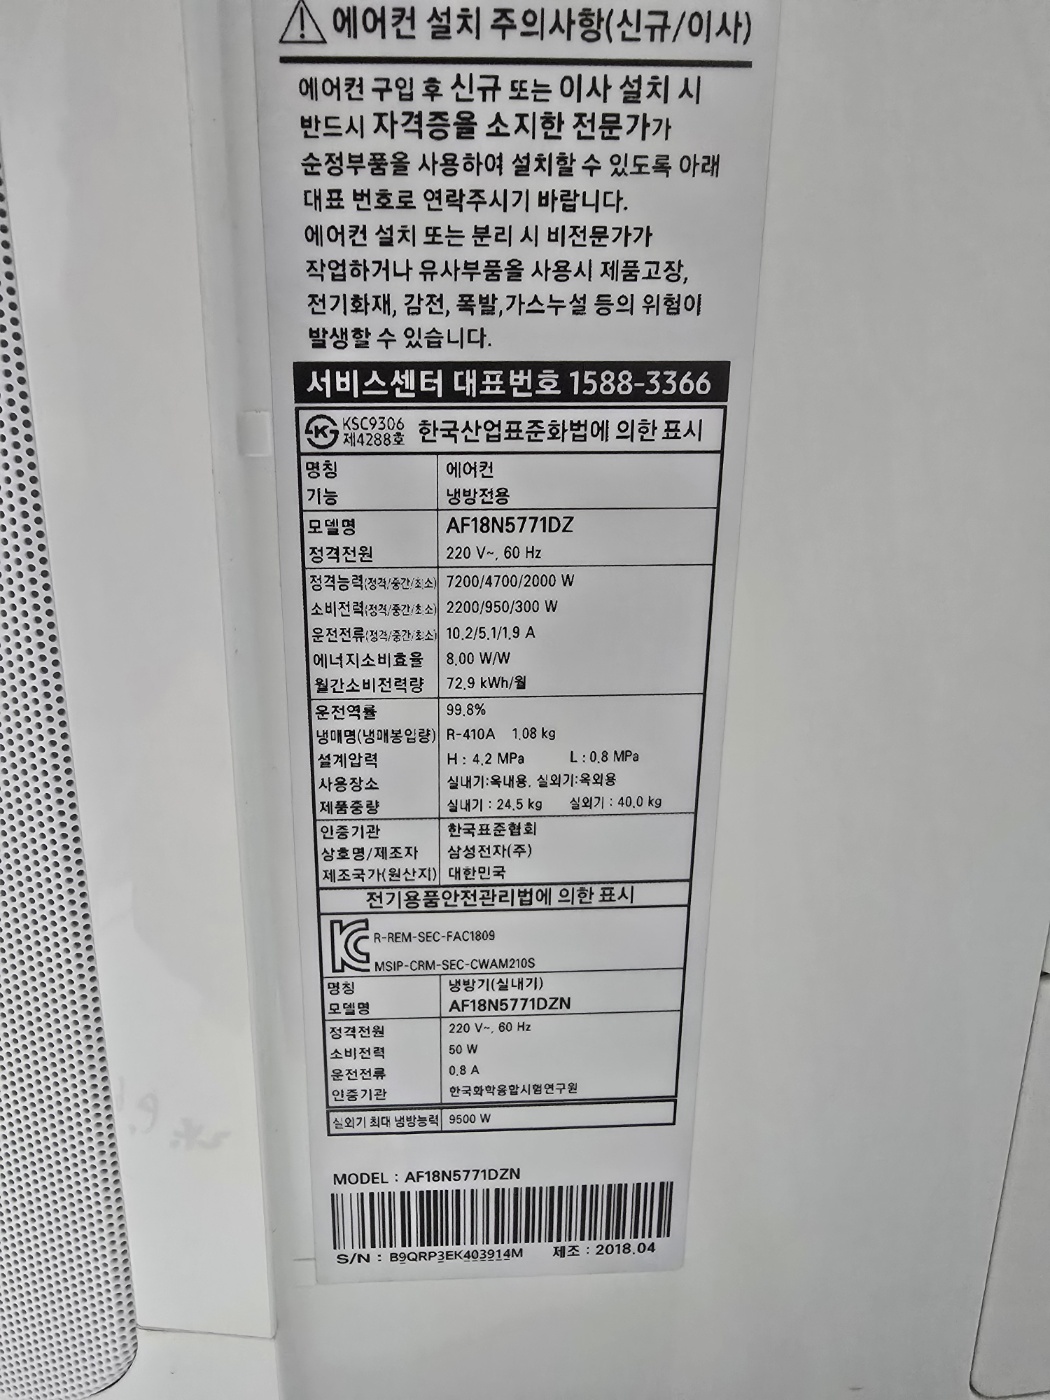 에어컨 설치 주의사항(신규/이사)
에어컨 구입 후 신규 또는 이사 설치 시
반드시 자격증을 소지한 전문가가
순정부품을 사용하여 설치할 수 있도록 아래
대표 번호로 연락주시기 바랍니다.
에어컨 설치 또는 분리 시 비전문가가
작업하거나 유사부품을 사용시 제품고장,
전기화재, 감전, 폭발,가스누설 등의 위험이
발생할 수 있습니다.
서비스센터 대표번호 1588-3366
KSC9306
제4288호 한국산업표준화법에 의한 표시
명칭 에어컨
기능 냉방전용
모델명 AF18N5771DZ
정격전원 220 V~, 60 Hz
정격능력(정격/중간/최소) 7200/4700/2000 W
소비전력(정격/중간/최소) 2200/950/300 W
운전전류(정격/중간/최소) 10.2/5.1/1.9 A
에너지소비효율 8.00 W/W
월간소비전력량 72.9 kWh/월
운전역률 99.8%
냉매명(냉매봉입량) R-410A 1.08 kg
설계압력 H : 4.2 MPa L : 0.8 MPa
사용장소 실내기:옥내용, 실외기:옥외용
제품중량 실내기 : 24.5 kg 실외기 : 40.0 kg
인증기관 한국표준협회
상호명/제조자 삼성전자(주)
제조국가(원산지) 대한민국
전기용품안전관리법에 의한 표시
R-REM-SEC-FAC1809
MSIP-CRM-SEC-CWAM210S
명칭 냉방기(실내기)
모델명 AF18N5771DZN
정격전원 220 V~, 60 Hz
소비전력 50 W
운전전류 0.8 A
인증기관 한국화학융합시험연구원
실외기 최대 냉방능력 9500 W
MODEL : AF18N5771DZN
S/N : B9QRP3EK403914M 제조 : 2018.04